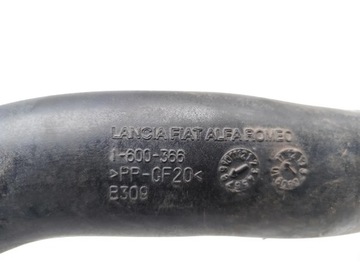 LANCIA FIAT ALFA ROMEO
1-600-366
>PP-GF20<
B309